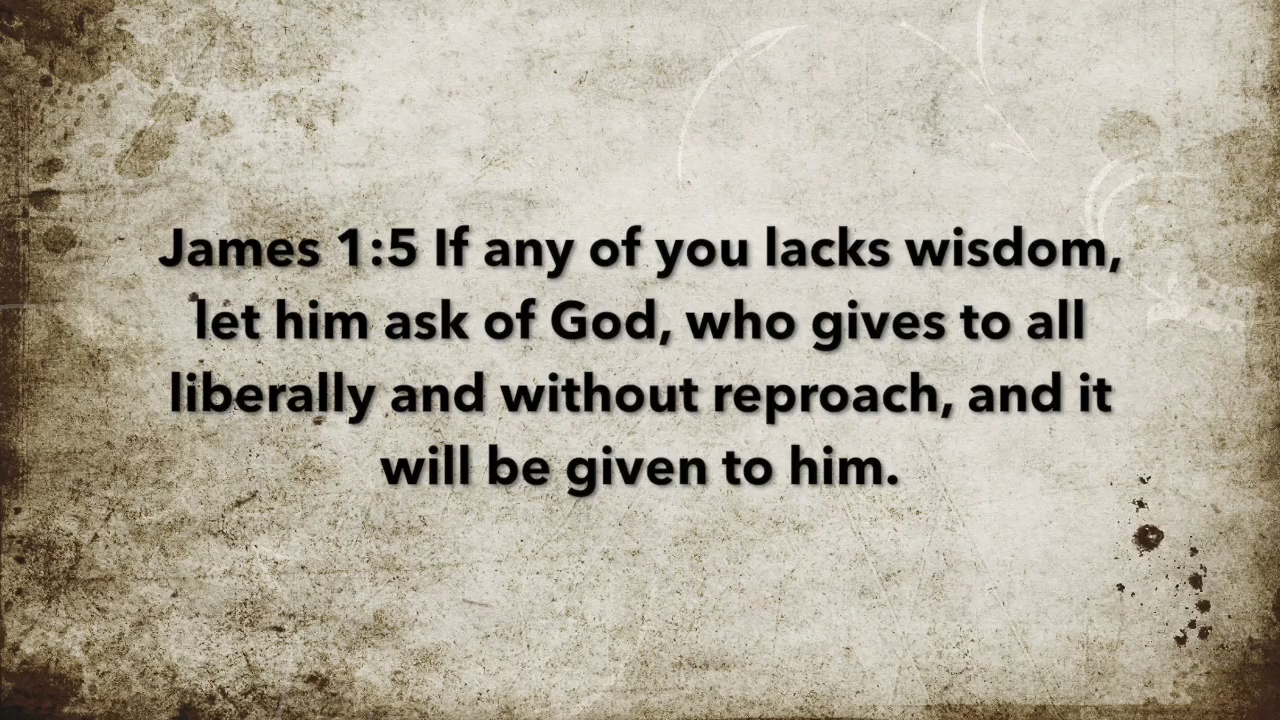 James 1:5 If any of you lacks wisdom,
let him ask of God, who gives to all
liberally and without reproach, and it
will be given to him.